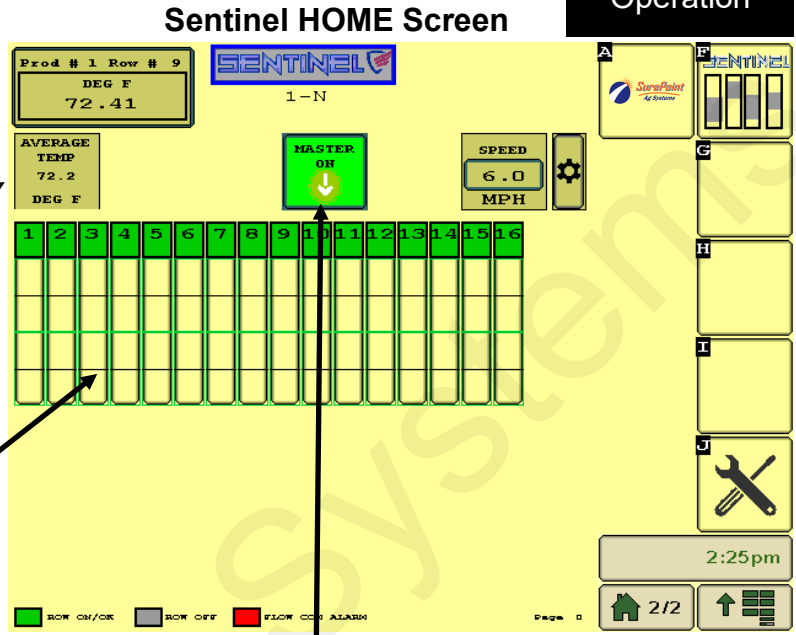 Sentinel HOME Screen
Operation
Prod # 1 Row # 9
DEG F
72.41
SENTINEL
1-N
AVERAGE
TEMP
72.2
DEG F
MASTER
ON
SPEED
6.0
MPH
1 2 3 4 5 6 7 8 9 10 11 12 13 14 15 16
A
SurePoint
Ag Systems
F
SENTINEL
G
H
I
J
2:25pm
2/2
ROW ON/OK
ROW OFF
FLOW COM ALARM
Page 0
Systems